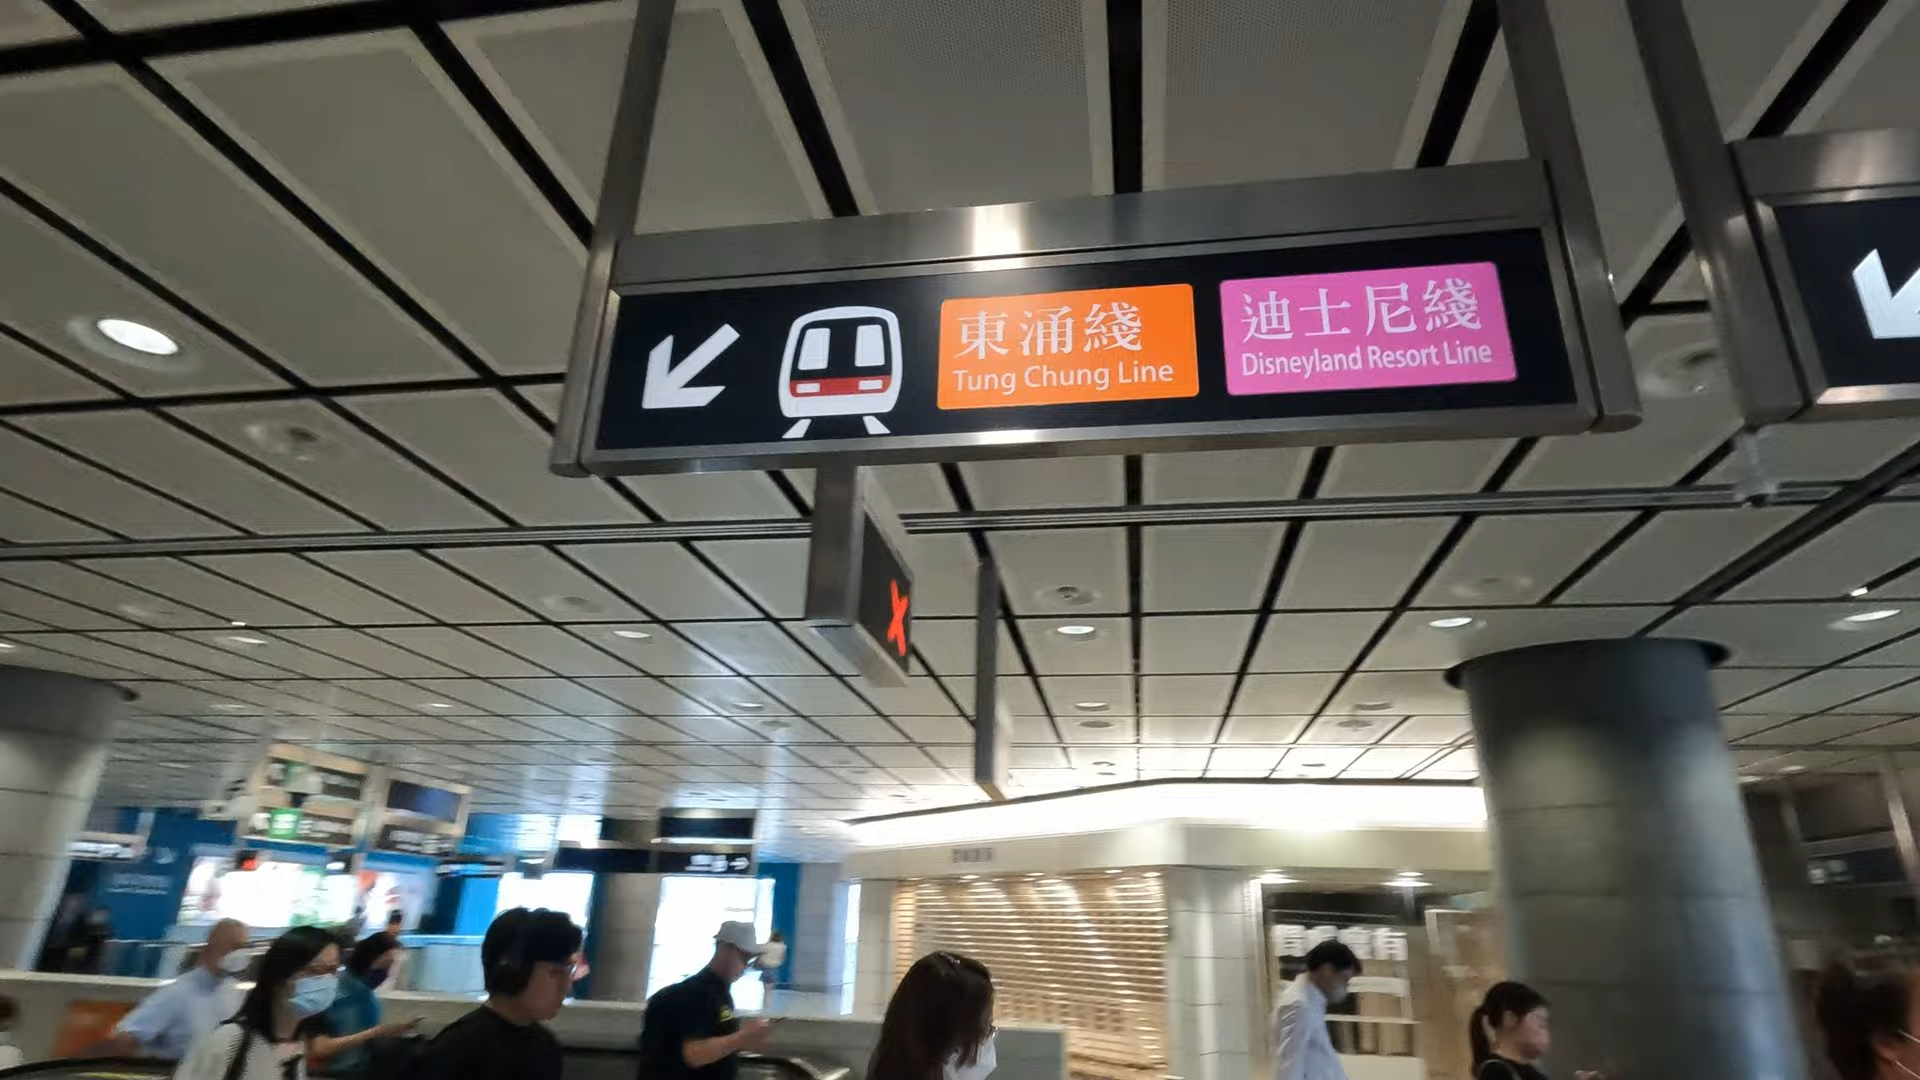 東涌綫
Tung Chung Line
迪士尼綫
Disneyland Resort Line